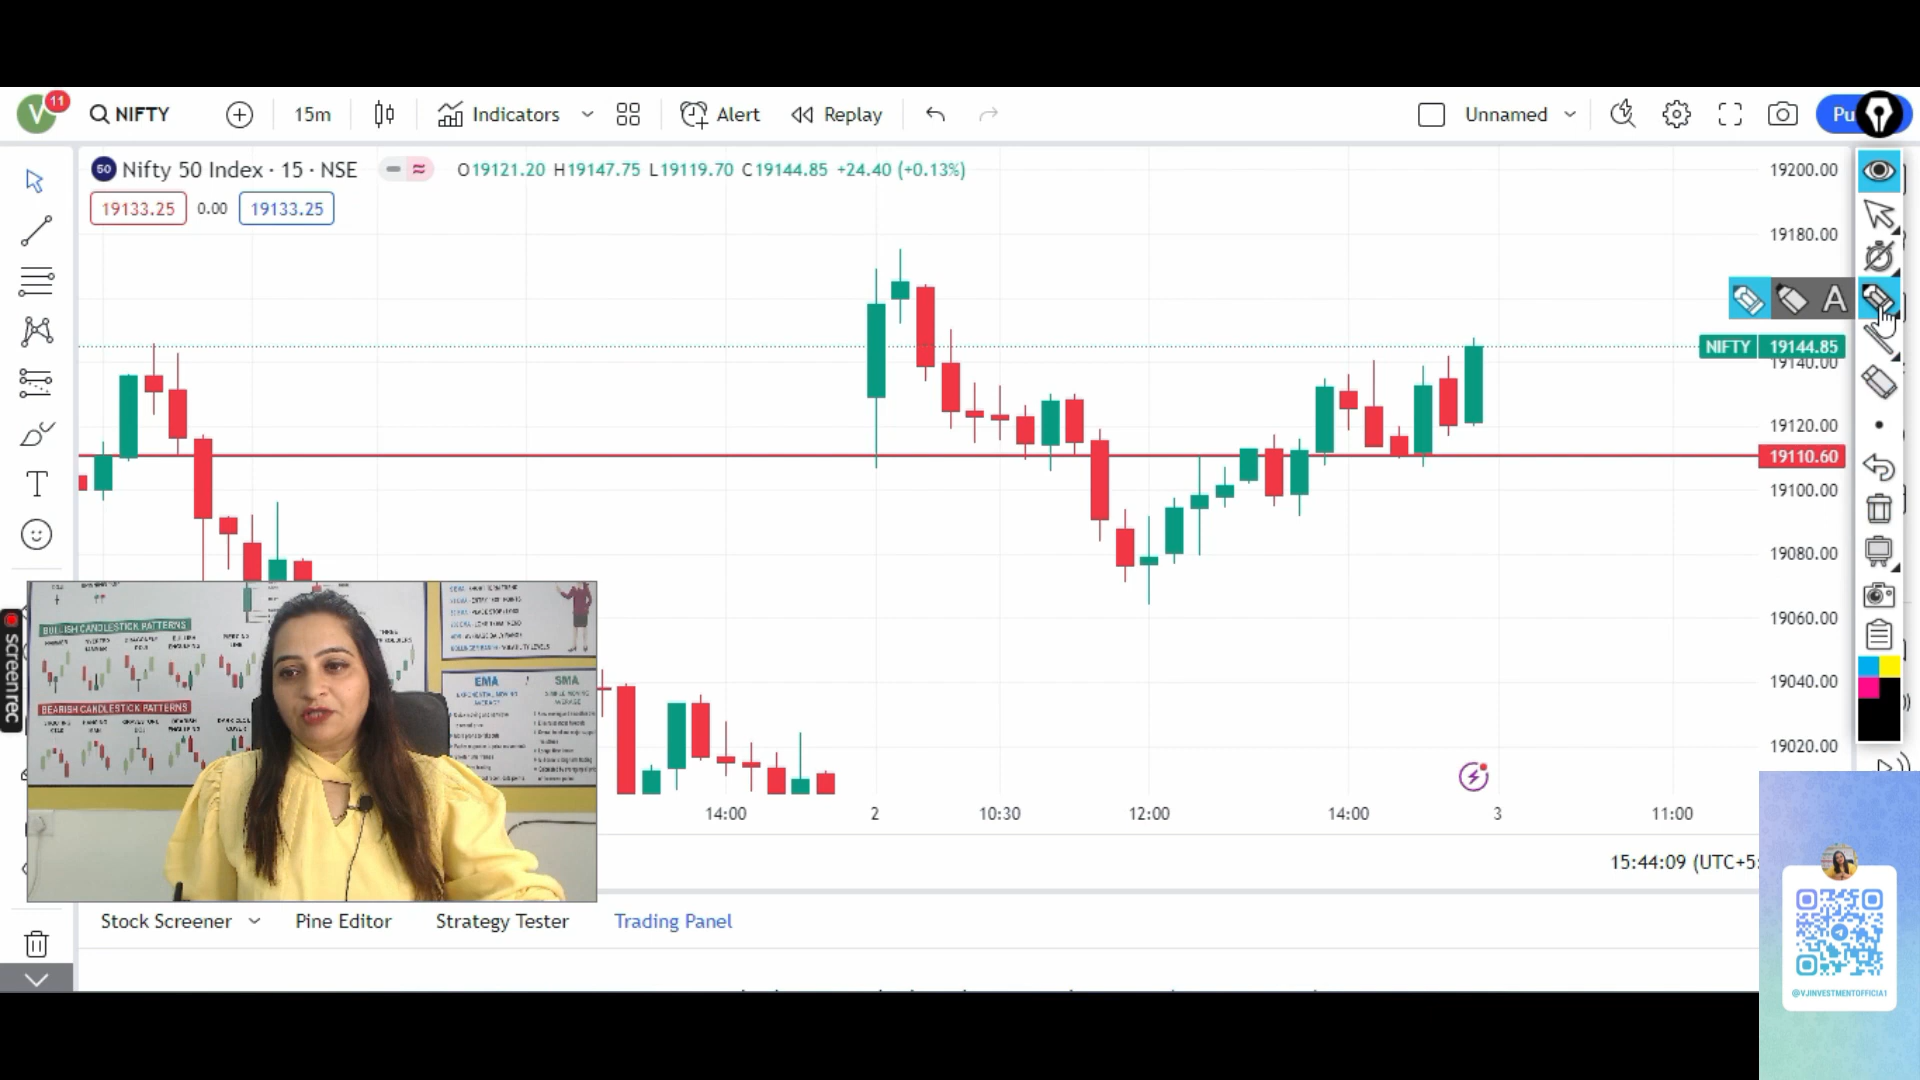 V 11
NIFTY
15m
Indicators
Alert
Replay
Unnamed
Pu
50 Nifty 50 Index · 15 · NSE
O19121.20 H19147.75 L19119.70 C19144.85 +24.40 (+0.13%)
19133.25 0.00 19133.25
A
T
19200.00
19180.00
NIFTY 19144.85
19140.00
19120.00
19110.60
19100.00
19080.00
19060.00
19040.00
19020.00
screenrec
BULLISH CANDLESTICK PATTERNS
BEARISH CANDLESTICK PATTERNS
EMA
SMA
14:00 2 10:30 12:00 14:00 3 11:00
15:44:09 (UTC+5:
Stock Screener
Pine Editor
Strategy Tester
Trading Panel
@VJINVESTMENTOFFICIA1